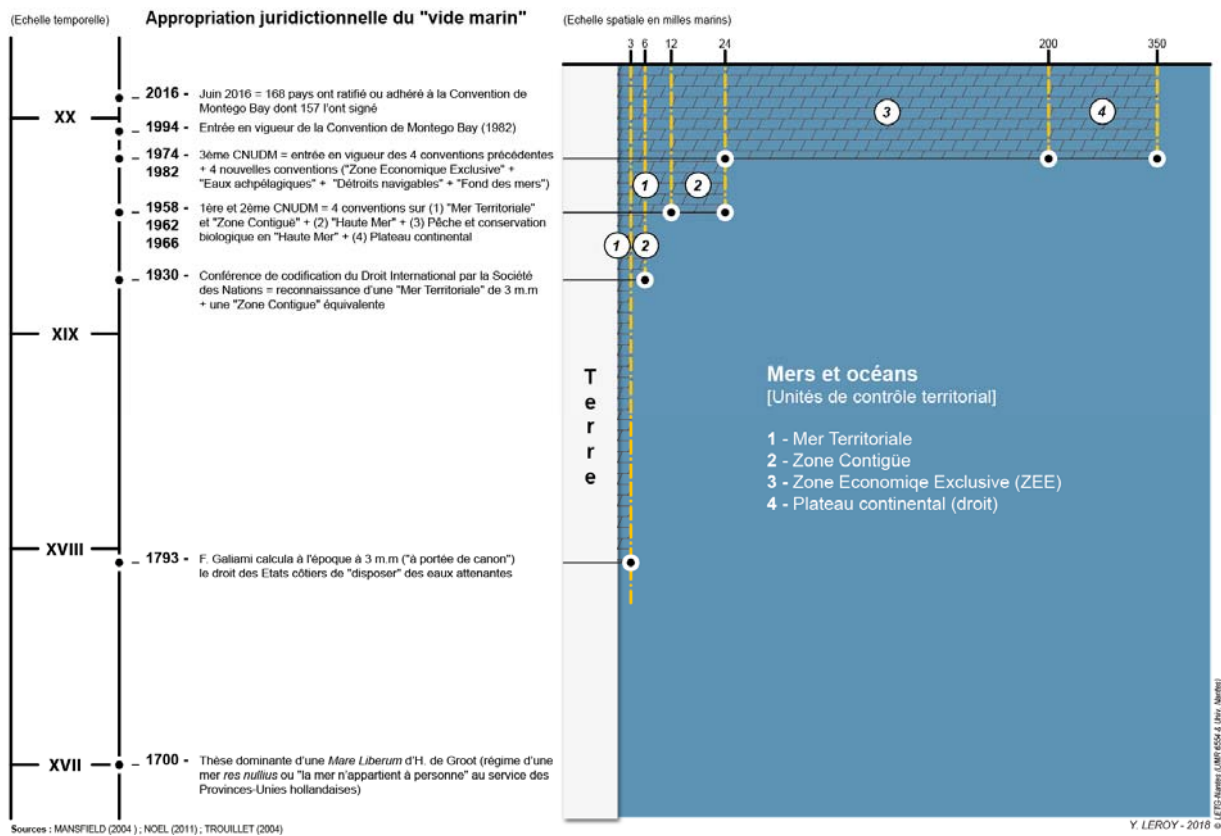 (Echelle temporelle)
Appropriation juridictionnelle du "vide marin"
(Echelle spatiale en milles marins)
3 6 12 24 200 350
2016 - Juin 2016 = 168 pays ont ratifié ou adhéré à la Convention de
Montego Bay dont 157 l'ont signé
XX
1994 - Entrée en vigueur de la Convention de Montego Bay (1982)
1974 - 3ème CNUDM = entrée en vigueur des 4 conventions précédentes
1982 + 4 nouvelles conventions ("Zone Economique Exclusive" +
"Eaux achpélagiques" + "Détroits navigables" + "Fond des mers")
1958 - 1ère et 2ème CNUDM = 4 conventions sur (1) "Mer Territoriale"
1962 et "Zone Contiguë" + (2) "Haute Mer" + (3) Pêche et conservation
1966 biologique en "Haute Mer" + (4) Plateau continental
1930 - Conférence de codification du Droit International par la Société
des Nations = reconnaissance d'une "Mer Territoriale" de 3 m.m
+ une "Zone Contigue" équivalente
XIX
XVIII
1793 - F. Galiami calcula à l'époque à 3 m.m ("à portée de canon")
le droit des Etats côtiers de "disposer" des eaux attenantes
XVII
1700 - Thèse dominante d'une Mare Liberum d'H. de Groot (régime d'une
mer res nullius ou "la mer n'appartient à personne" au service des
Provinces-Unies hollandaises)
3
4
1
2
1
2
Terre
Mers et océans
[Unités de contrôle territorial]
1 - Mer Territoriale
2 - Zone Contigüe
3 - Zone Economiqe Exclusive (ZEE)
4 - Plateau continental (droit)
Sources : MANSFIELD (2004 ) ; NOEL (2011) ; TROUILLET (2004)
Y. LEROY - 2018
© LETG-Nantes (UMR 6554 & Univ. Nantes)